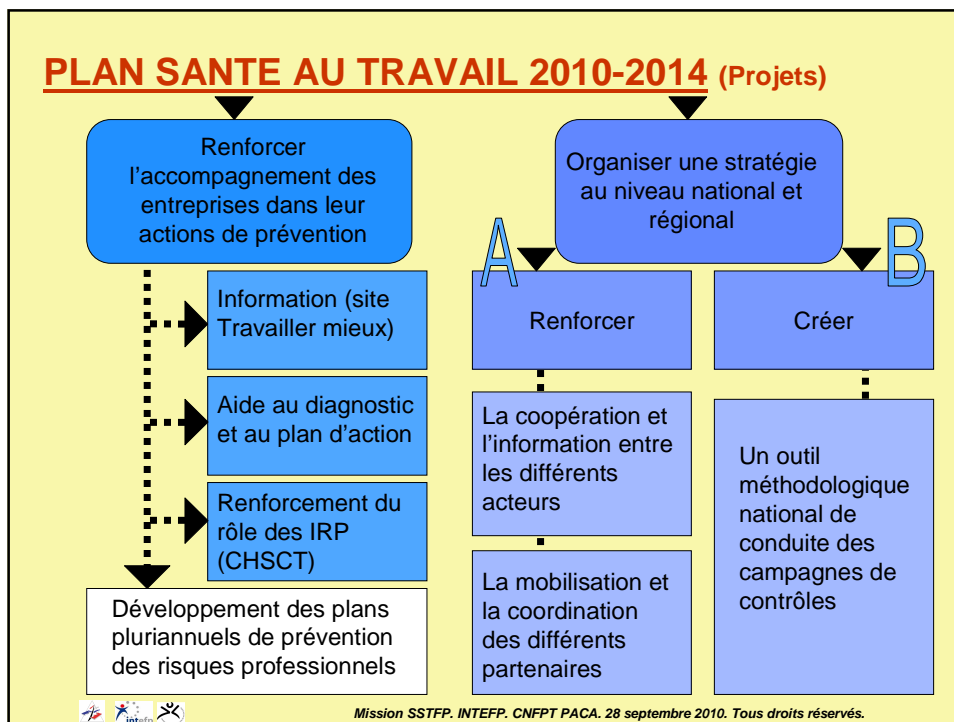 PLAN SANTE AU TRAVAIL 2010-2014 (Projets)
Renforcer
l'accompagnement des
entreprises dans leur
actions de prévention
Information (site
Travailler mieux)
Aide au diagnostic
et au plan d'action
Renforcement du
rôle des IRP
(CHSCT)
Développement des plans
pluriannuels de prévention
des risques professionnels
Organiser une stratégie
au niveau national et
régional
A
Renforcer
La coopération et
l'information entre
les différents
acteurs
La mobilisation et
la coordination
des différents
partenaires
B
Créer
Un outil
méthodologique
national de
conduite des
campagnes de
contrôles
intefp
Mission SSTFP. INTEFP. CNFPT PACA. 28 septembre 2010. Tous droits réservés.